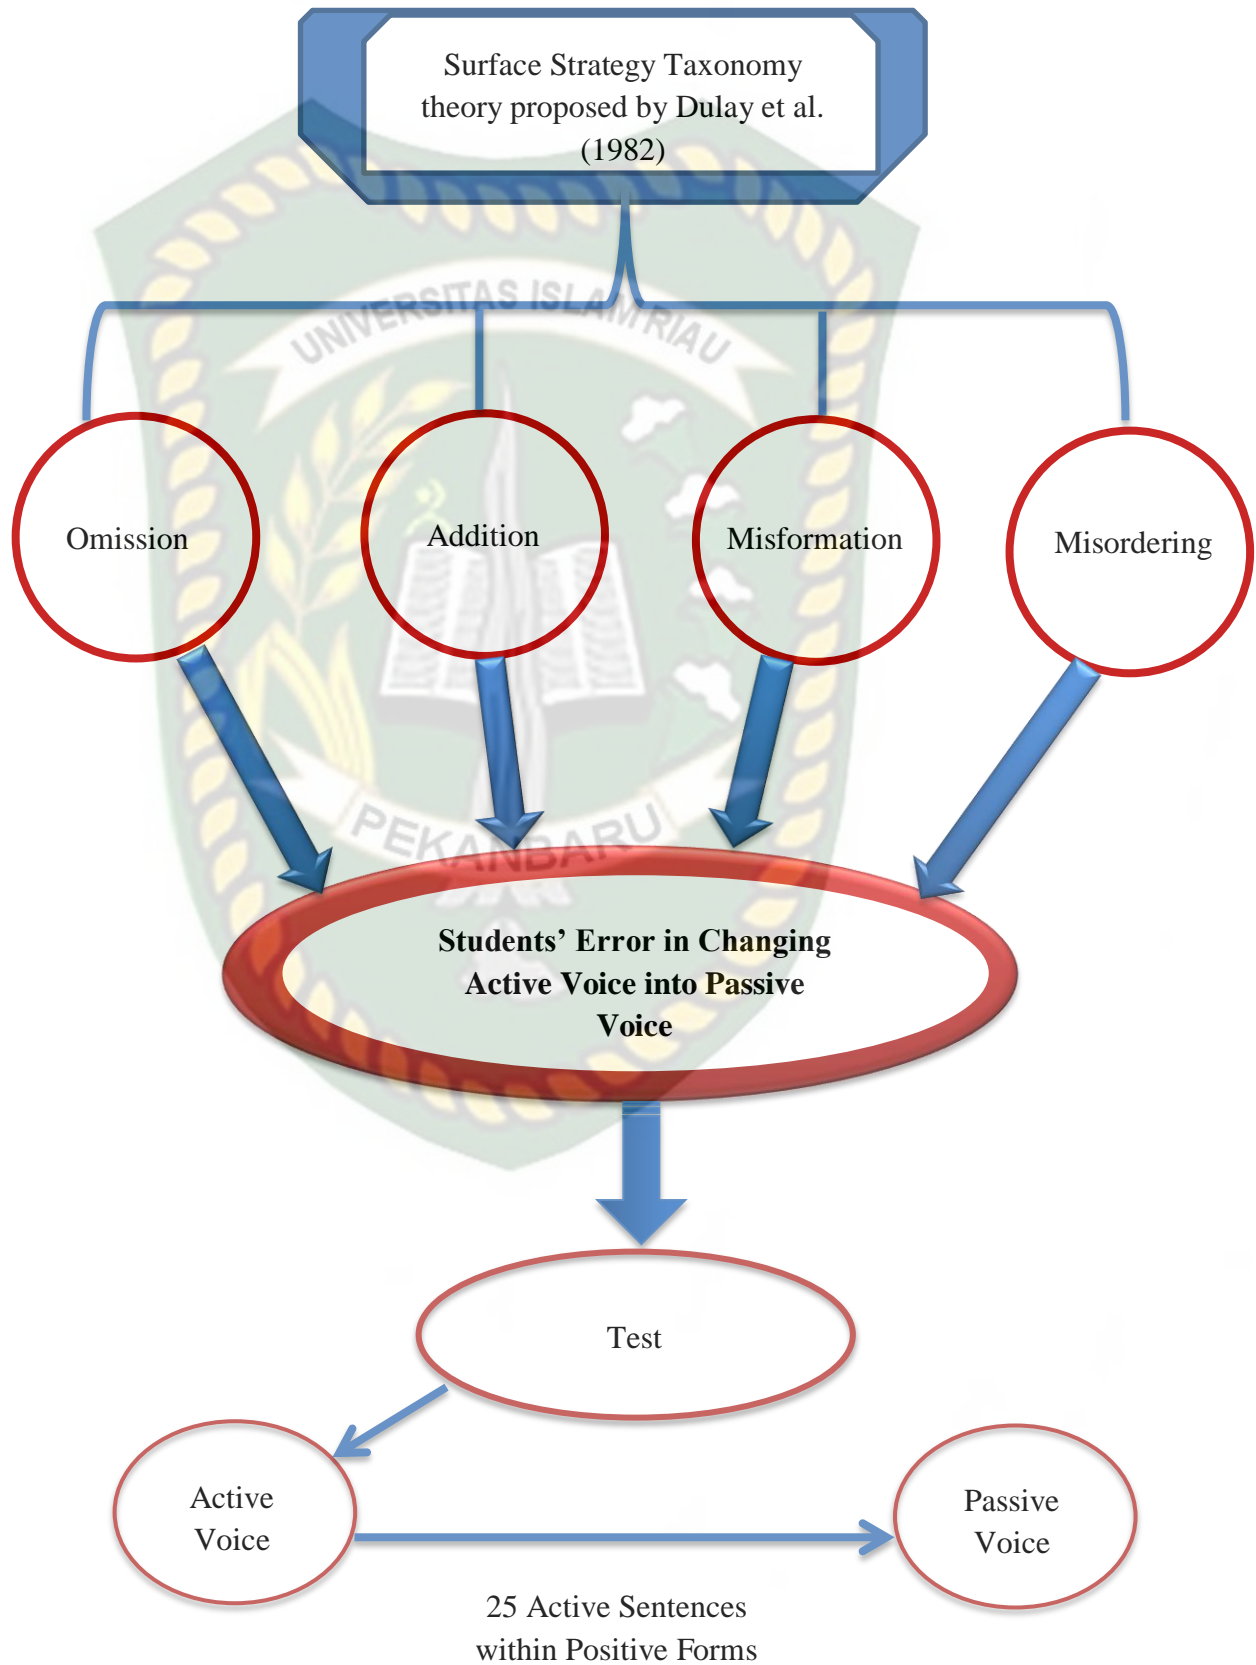 Surface Strategy Taxonomy
theory proposed by Dulay et al.
(1982)
UNIVERSITAS ISLAM RIAU
Omission
Addition
Misformation
Misordering
PEKANBARU
Students’ Error in Changing
Active Voice into Passive
Voice
Test
Active
Voice
Passive
Voice
25 Active Sentences
within Positive Forms